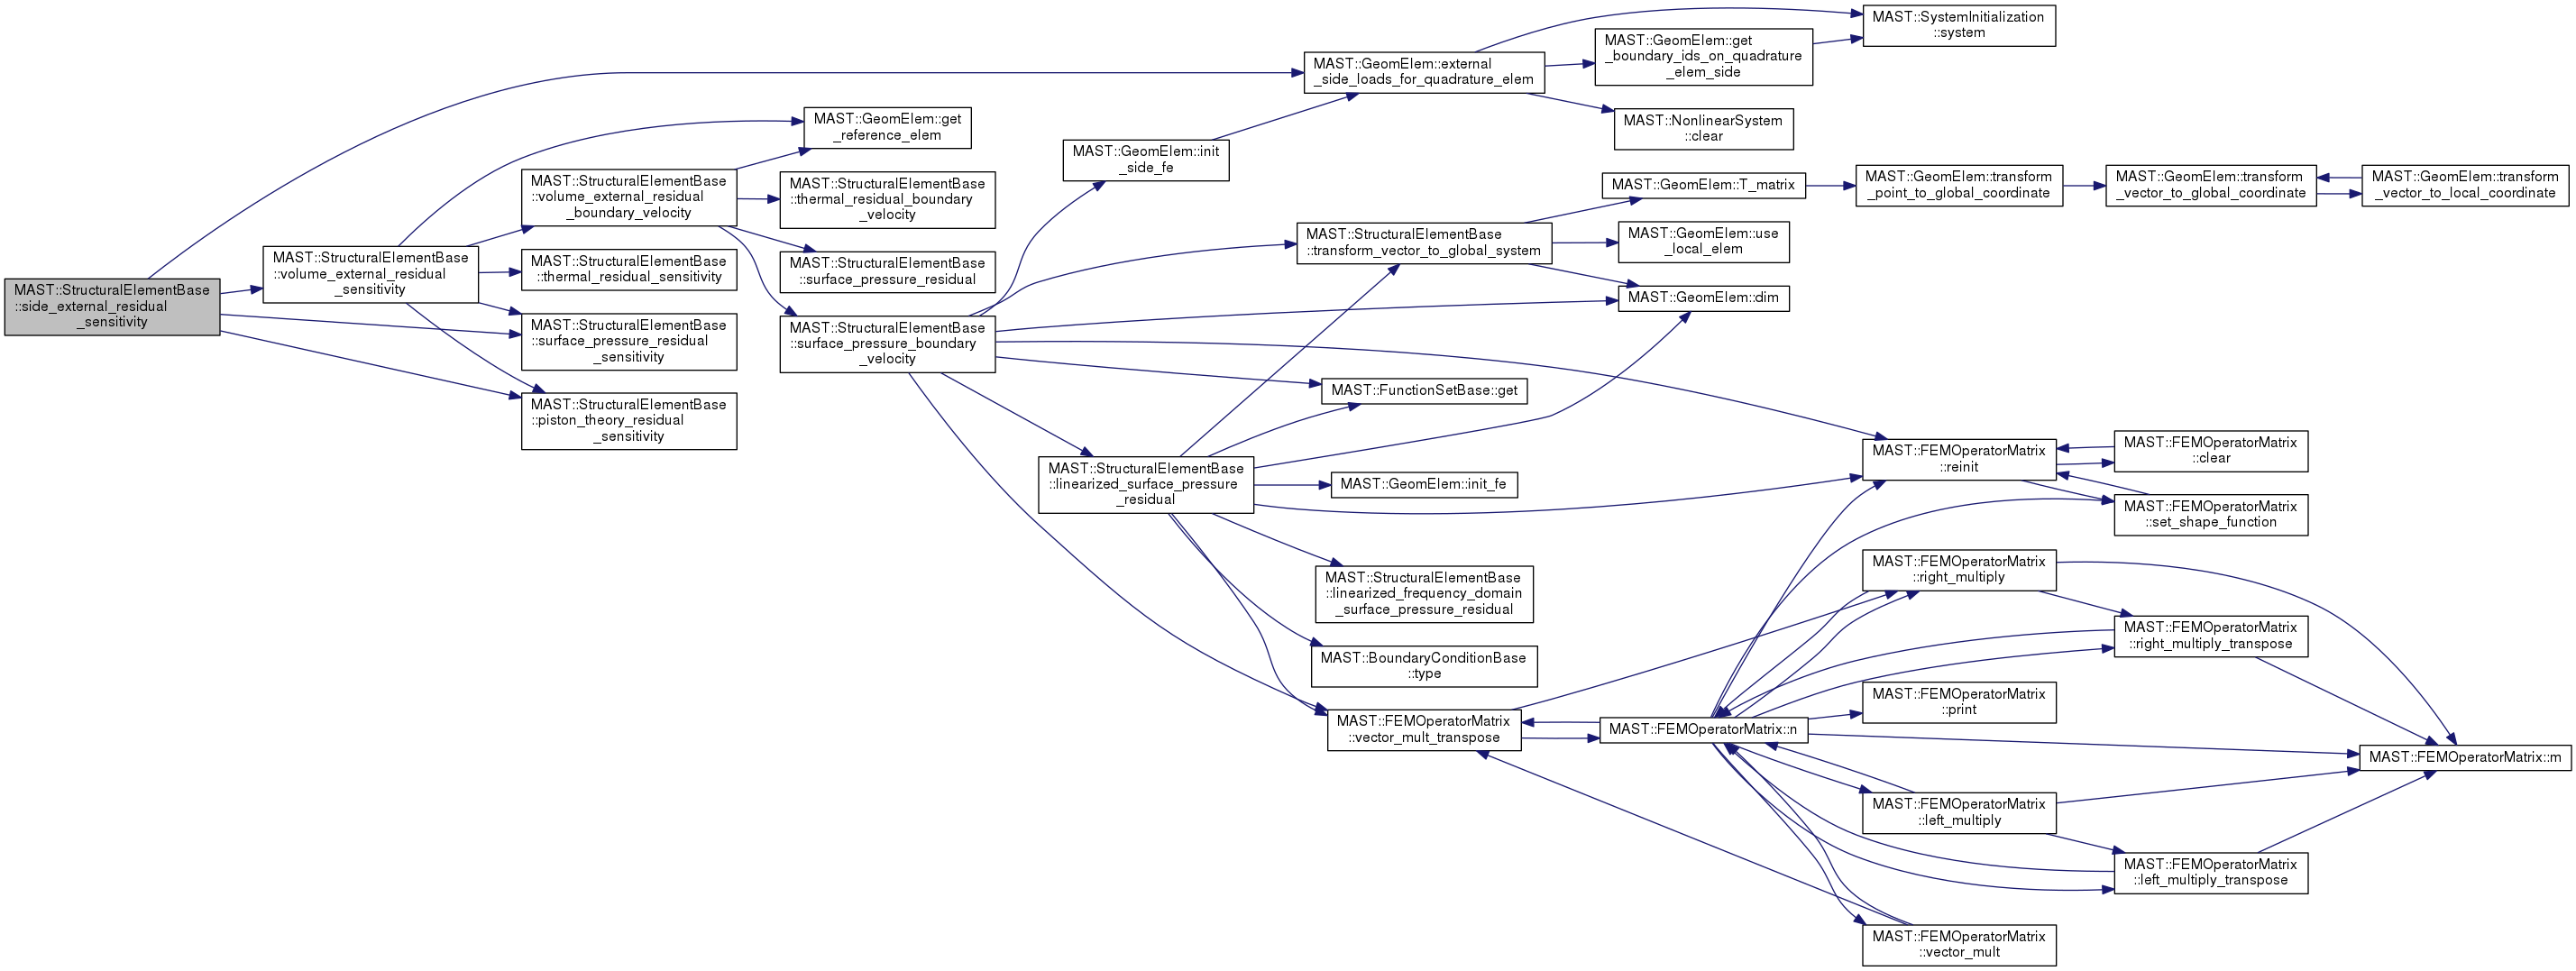 MAST::StructuralElementBase
::side_external_residual
_sensitivity
MAST::StructuralElementBase
::volume_external_residual
_sensitivity
MAST::StructuralElementBase
::volume_external_residual
_boundary_velocity
MAST::StructuralElementBase
::thermal_residual_sensitivity
MAST::StructuralElementBase
::surface_pressure_residual
_sensitivity
MAST::StructuralElementBase
::piston_theory_residual
_sensitivity
MAST::GeomElem::get
_reference_elem
MAST::StructuralElementBase
::thermal_residual_boundary
_velocity
MAST::StructuralElementBase
::surface_pressure_residual
MAST::StructuralElementBase
::surface_pressure_boundary
_velocity
MAST::GeomElem::init
_side_fe
MAST::StructuralElementBase
::linearized_surface_pressure
_residual
MAST::GeomElem::external
_side_loads_for_quadrature_elem
MAST::StructuralElementBase
::transform_vector_to_global_system
MAST::FunctionSetBase::get
MAST::GeomElem::init_fe
MAST::StructuralElementBase
::linearized_frequency_domain
_surface_pressure_residual
MAST::BoundaryConditionBase
::type
MAST::FEMOperatorMatrix
::vector_mult_transpose
MAST::GeomElem::get
_boundary_ids_on_quadrature
_elem_side
MAST::NonlinearSystem
::clear
MAST::GeomElem::T_matrix
MAST::GeomElem::use
_local_elem
MAST::GeomElem::dim
MAST::FEMOperatorMatrix::n
MAST::SystemInitialization
::system
MAST::GeomElem::transform
_point_to_global_coordinate
MAST::FEMOperatorMatrix
::reinit
MAST::FEMOperatorMatrix
::right_multiply
MAST::FEMOperatorMatrix
::print
MAST::FEMOperatorMatrix
::left_multiply
MAST::FEMOperatorMatrix
::vector_mult
MAST::GeomElem::transform
_vector_to_global_coordinate
MAST::FEMOperatorMatrix
::clear
MAST::FEMOperatorMatrix
::set_shape_function
MAST::FEMOperatorMatrix
::right_multiply_transpose
MAST::FEMOperatorMatrix
::left_multiply_transpose
MAST::GeomElem::transform
_vector_to_local_coordinate
MAST::FEMOperatorMatrix::m